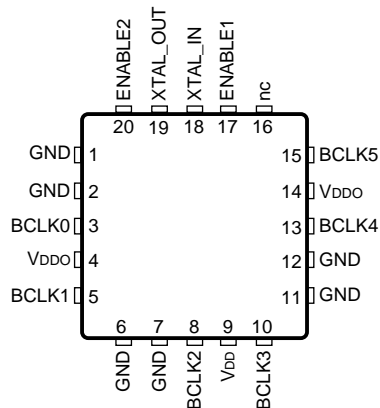 ENABLE2
XTAL_OUT
XTAL_IN
ENABLE1
nc
20 19 18 17 16
GND 1
GND 2
BCLK0 3
VDDO 4
BCLK1 5
15 BCLK5
14 VDDO
13 BCLK4
12 GND
11 GND
6 7 8 9 10
GND
GND
BCLK2
VDD
BCLK3